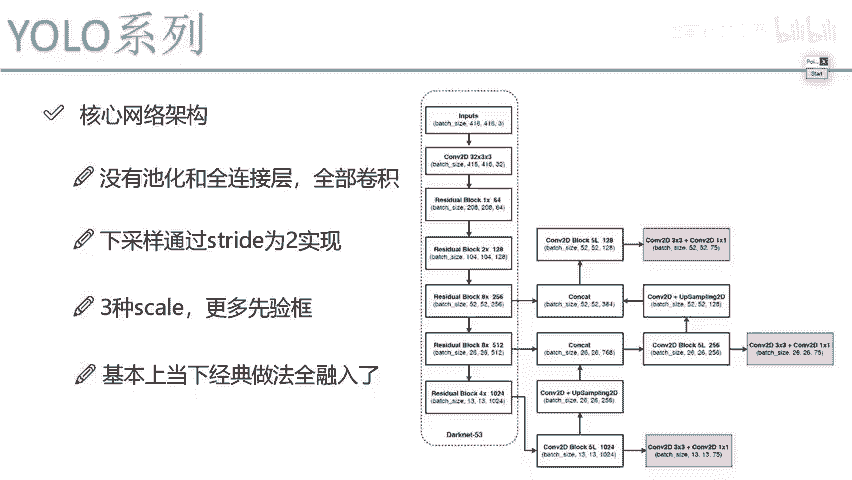 YOLO系列
bilibili
Start
核心网络架构
没有池化和全连接层，全部卷积
下采样通过stride为2实现
3种scale，更多先验框
基本上当下经典做法全融入了
Inputs
(batch_size, 416, 416, 3)
Conv2D 32x3x3
(batch_size, 416, 416, 32)
Residual Block 1x 64
(batch_size, 208, 208, 64)
Residual Block 2x 128
(batch_size, 104, 104, 128)
Residual Block 8x 256
(batch_size, 52, 52, 256)
Residual Block 8x 512
(batch_size, 26, 26, 512)
Residual Block 4x 1024
(batch_size, 13, 13, 1024)
Darknet-53
Conv2D Block 5L 128
(batch_size, 52, 52, 128)
Conv2D 3x3 + Conv2D 1x1
(batch_size, 52, 52, 75)
Concat
(batch_size, 52, 52, 384)
Conv2D + UpSampling2D
(batch_size, 52, 52, 128)
Concat
(batch_size, 26, 26, 768)
Conv2D Block 5L 256
(batch_size, 26, 26, 256)
Conv2D 3x3 + Conv2D 1x1
(batch_size, 26, 26, 75)
Conv2D + UpSampling2D
(batch_size, 26, 26, 256)
Conv2D Block 5L 1024
(batch_size, 13, 13, 1024)
Conv2D 3x3 + Conv2D 1x1
(batch_size, 13, 13, 75)